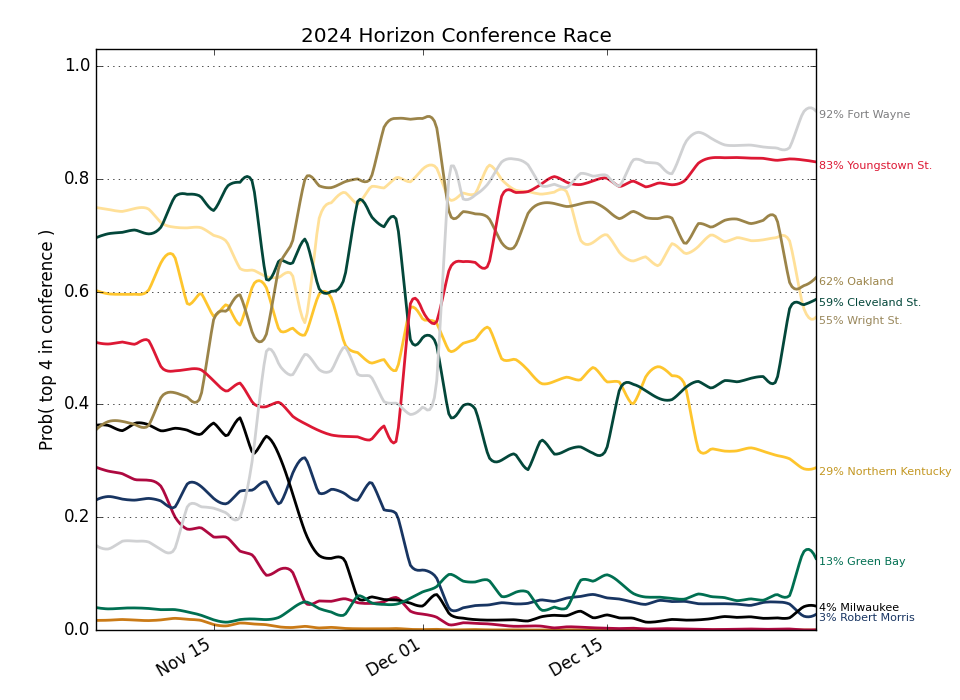 2024 Horizon Conference Race
Prob( top 4 in conference )
1.0
0.8
0.6
0.4
0.2
0.0
Nov 15
Dec 01
Dec 15
92% Fort Wayne
83% Youngstown St.
62% Oakland
59% Cleveland St.
55% Wright St.
29% Northern Kentucky
13% Green Bay
4% Milwaukee
3% Robert Morris